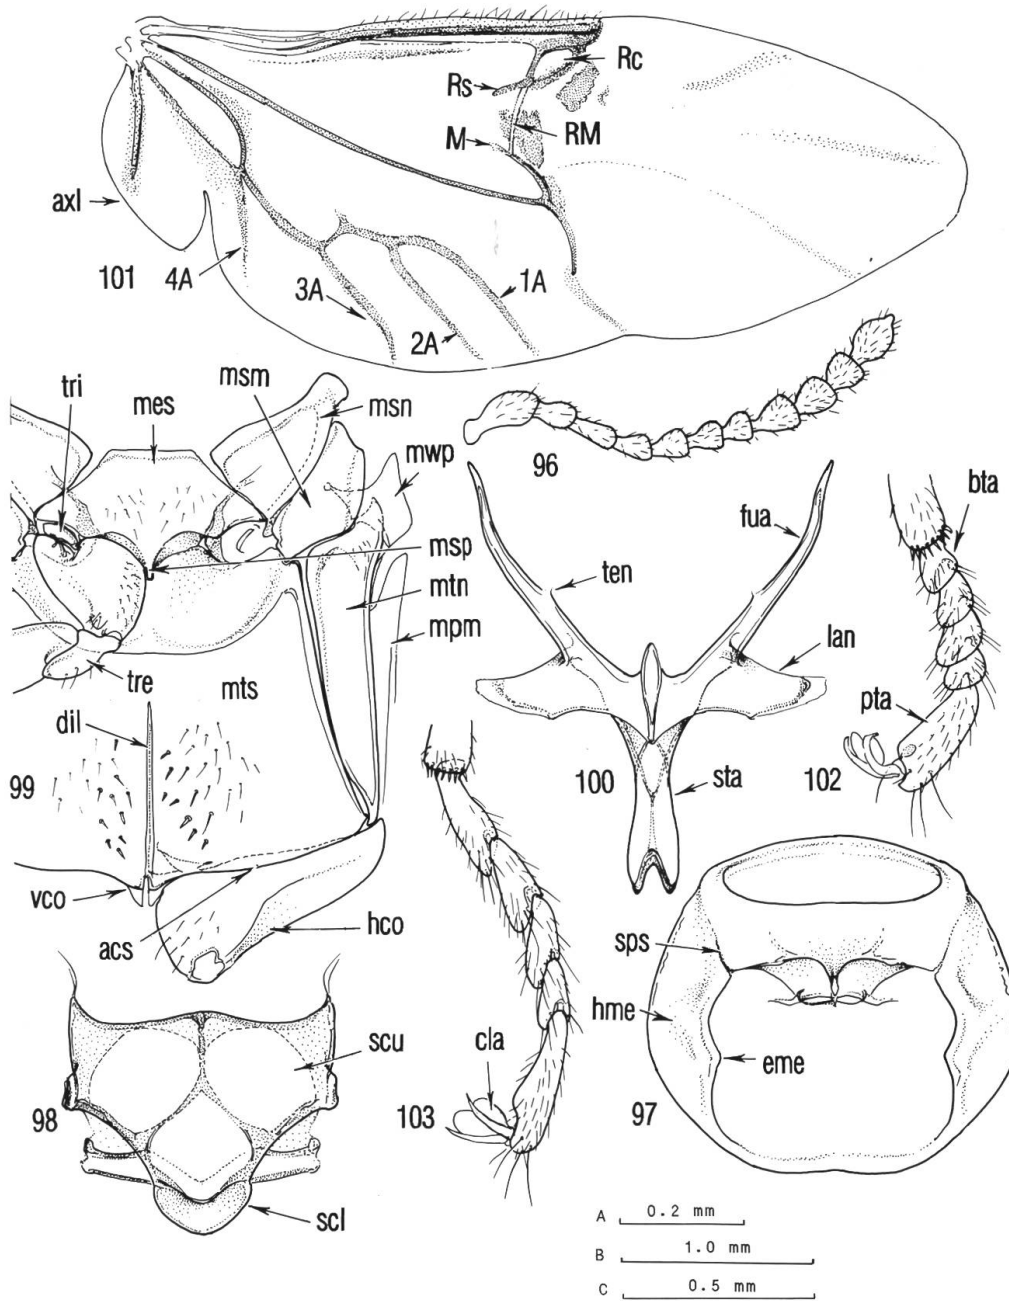 Rc
Rs
M
RM
axl
101
4A
3A
2A
1A
tri
mes
msm
msn
mwp
96
bta
fua
msp
ten
mtn
mpm
lan
tre
mts
pta
dil
99
100
sta
102
vco
acs
hco
sps
scu
hme
eme
cla
98
103
97
scl
A 0.2 mm
B 1.0 mm
C 0.5 mm